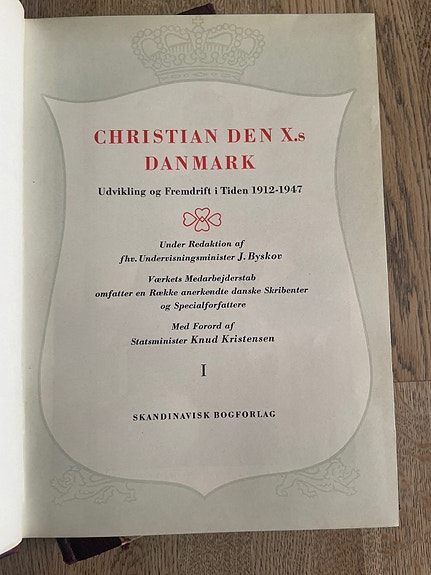 CHRISTIAN DEN X.s
DANMARK
Udvikling og Fremdrift i Tiden 1912-1947
Under Redaktion af
fhv. Undervisningsminister J. Byskov
Værkets Medarbejderstab
omfatter en Række anerkendte danske Skribenter
og Specialforfattere
Med Forord af
Statsminister Knud Kristensen
I
SKANDINAVISK BOGFORLAG